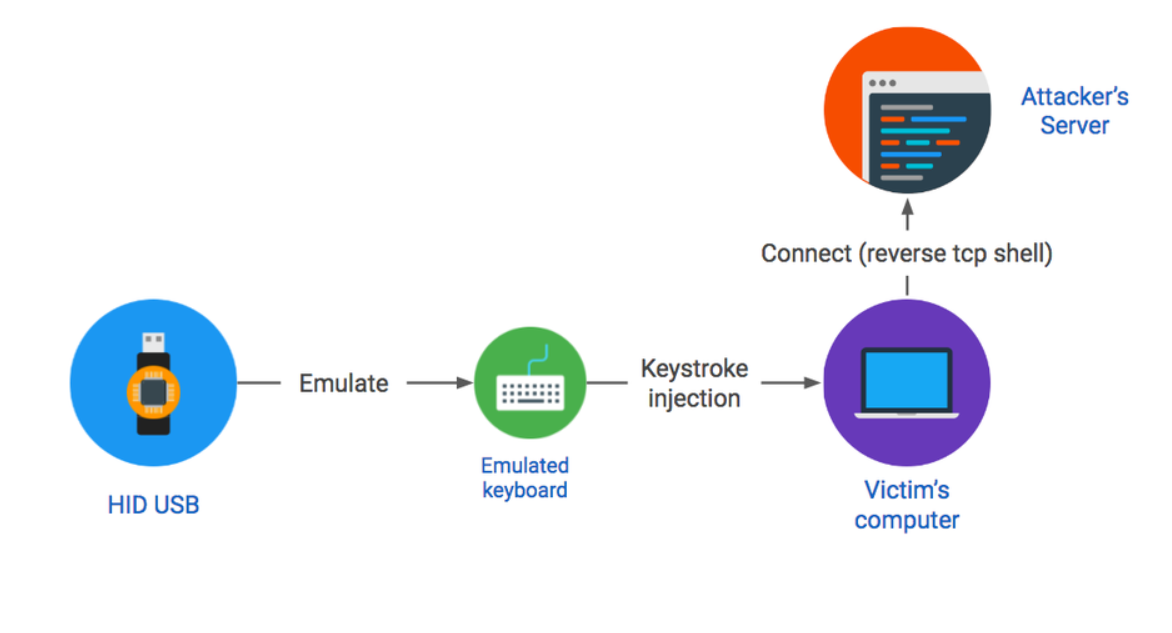 Attacker's
Server
Connect (reverse tcp shell)
Emulate
Keystroke
injection
Emulated
keyboard
HID USB
Victim's
computer